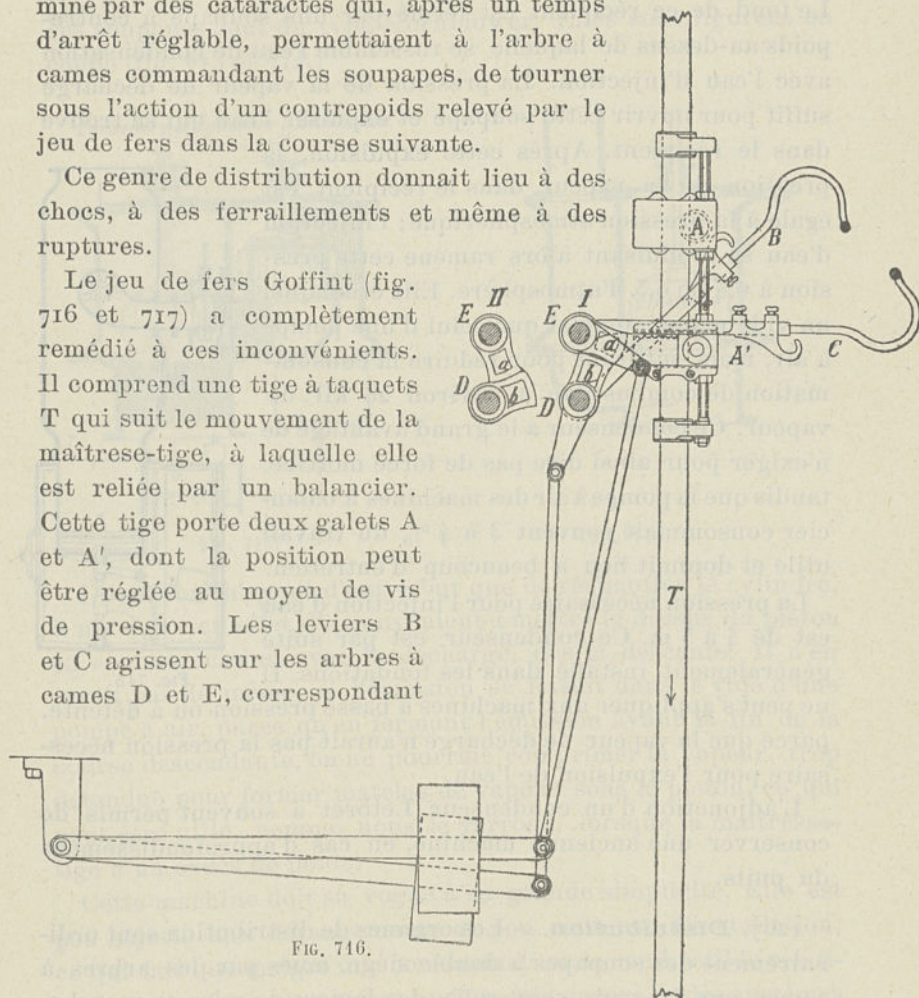 miné par des cataractes qui, après un temps
d'arrêt réglable, permettaient à l'arbre à
cames commandant les soupapes, de tourner
sous l'action d'un contrepoids relevé par le
jeu de fers dans la course suivante.
Ce genre de distribution donnait lieu à des
chocs, à des ferraillements et même à des
ruptures.
Le jeu de fers Goffint (fig.
716 et 717) a complètement
remédié à ces inconvénients.
Il comprend une tige à taquets
T qui suit le mouvement de la
maîtrese-tige, à laquelle elle
est reliée par un balancier.
Cette tige porte deux galets A
et A', dont la position peut
être réglée au moyen de vis
de pression. Les leviers B
et C agissent sur les arbres à
cames D et E, correspondant
A
B
II
I
E
E
a
a
A'
C
D
b
b
D
T
FIG. 716.